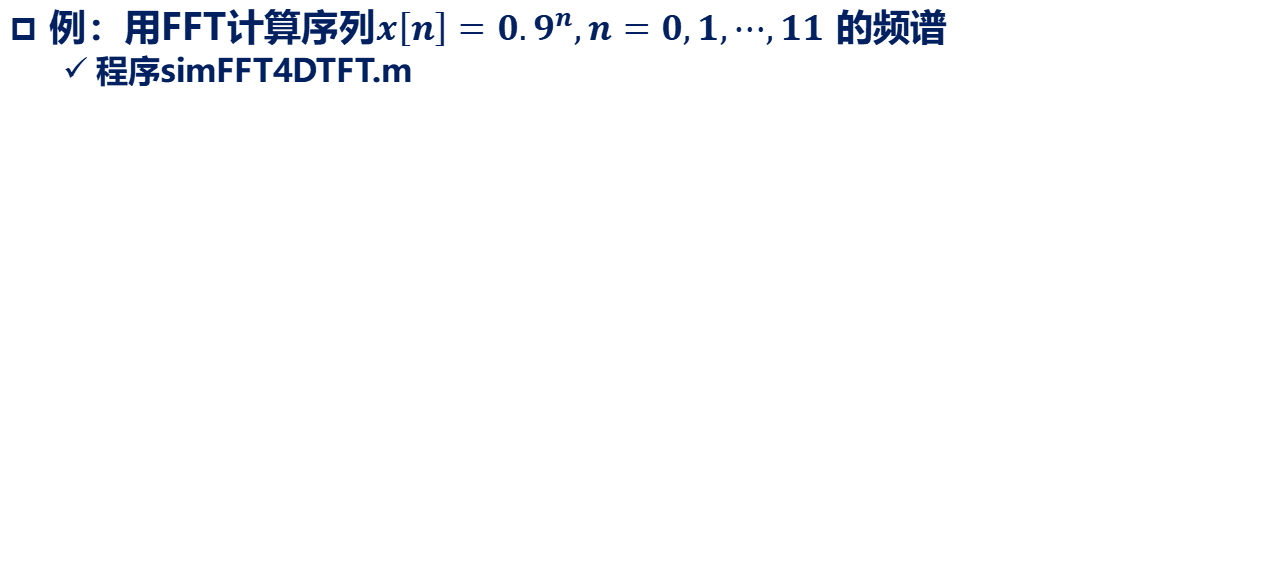 例：用FFT计算序列x[n] = 0.9ⁿ, n = 0, 1, ⋯, 11 的频谱
✓ 程序simFFT4DTFT.m